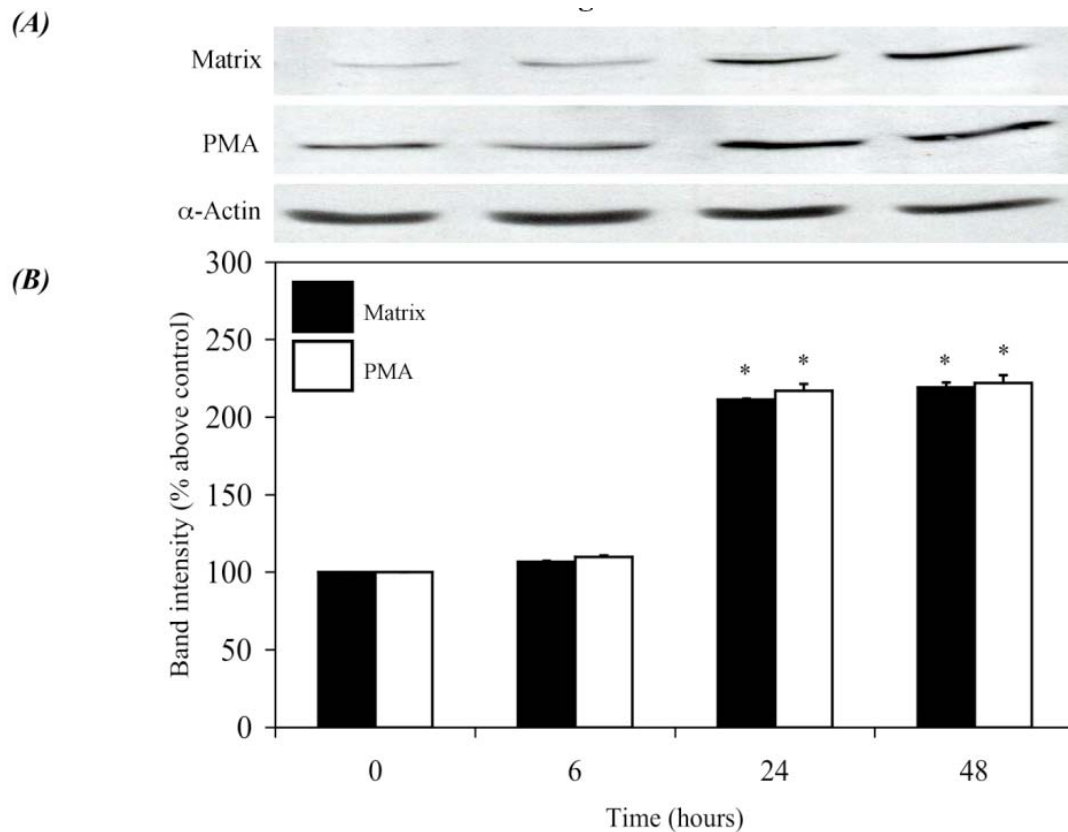 (A)
Matrix
PMA
α-Actin
(B)
300
250
200
150
100
50
0
Band intensity (% above control)
Matrix
PMA
* * * *
0 6 24 48
Time (hours)